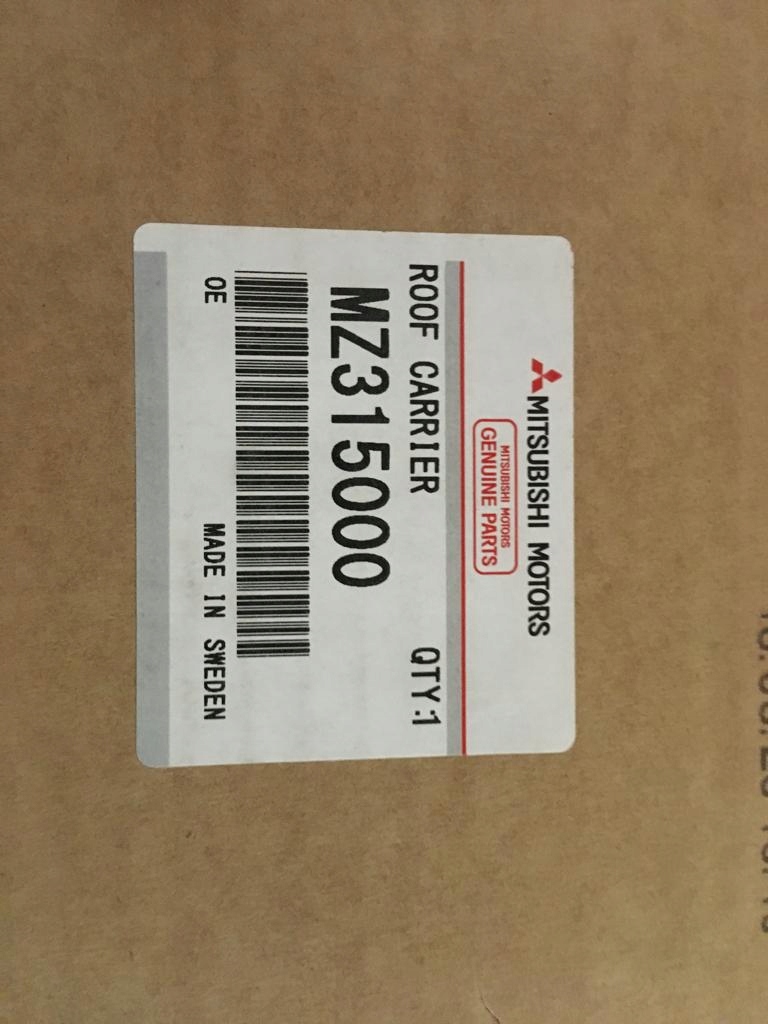 MITSUBISHI MOTORS
MITSUBISHI MOTORS
GENUINE PARTS
ROOF CARRIER QTY:1
MZ315000
OE MADE IN SWEDEN